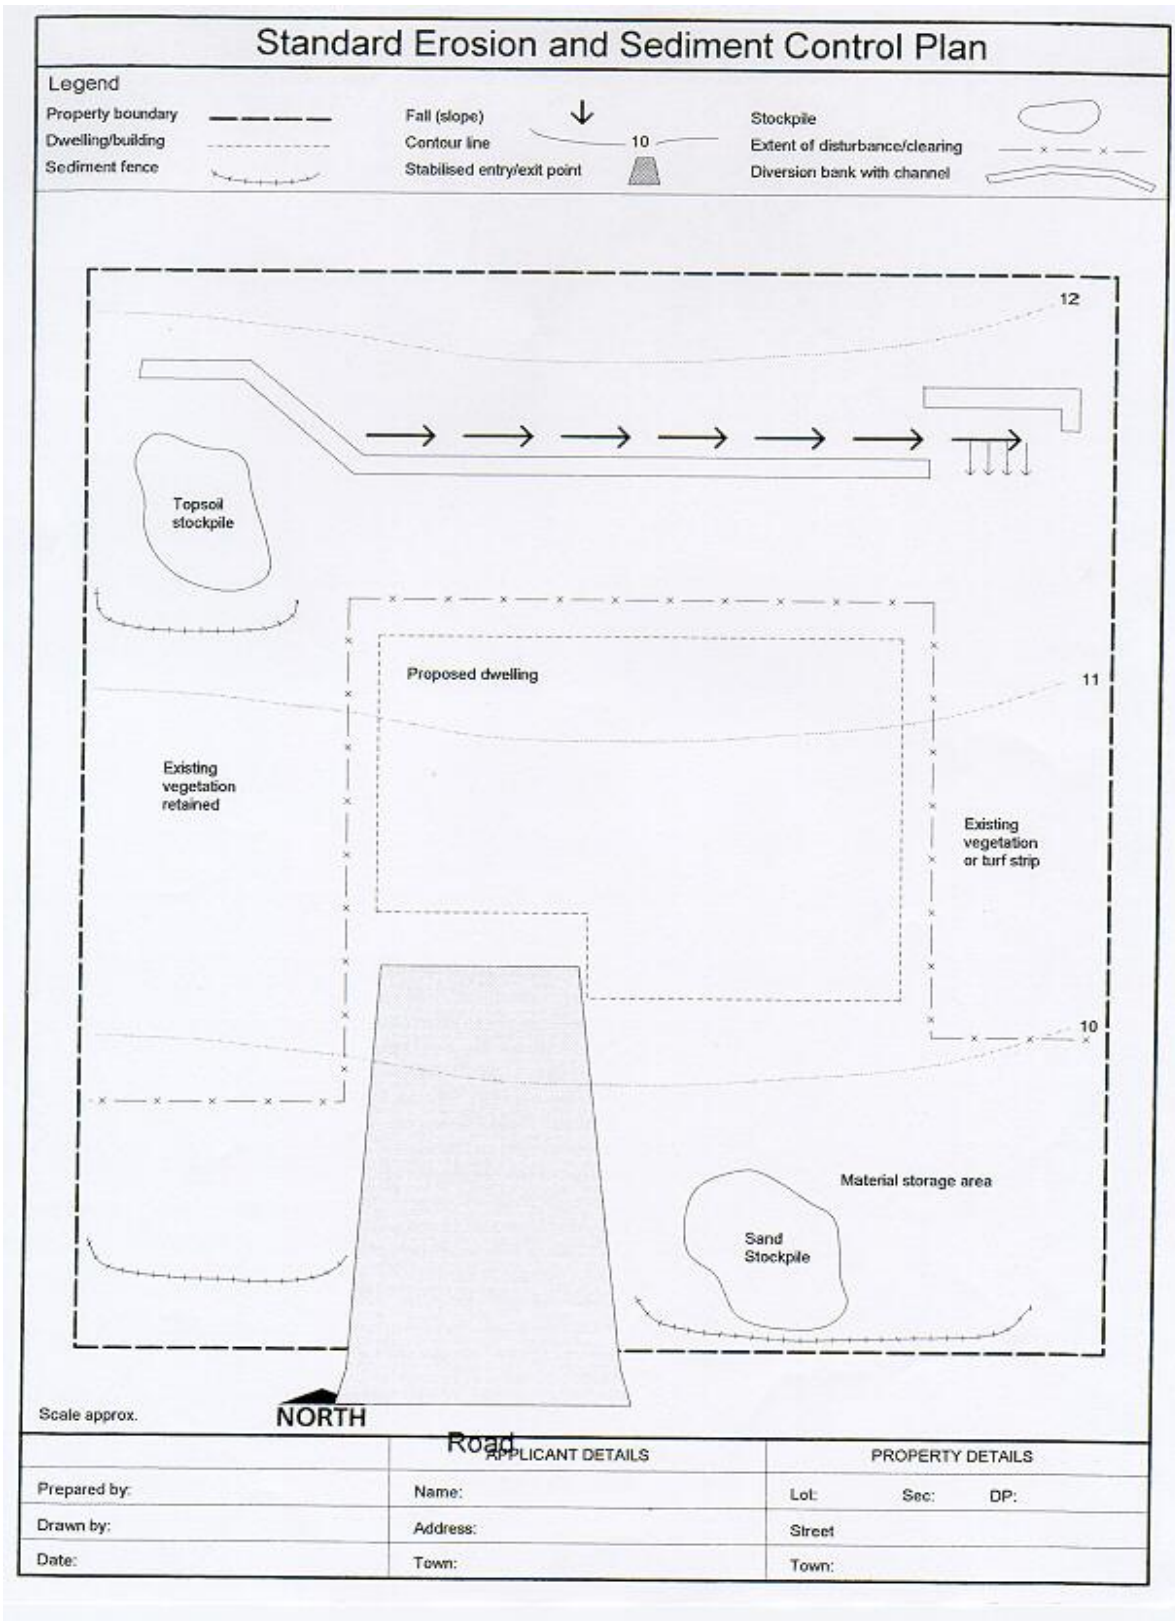 Standard Erosion and Sediment Control Plan
Legend
Property boundary
Dwelling/building
Sediment fence
Fall (slope)
Contour line
10
Stabilised entry/exit point
Stockpile
Extent of disturbance/clearing
Diversion bank with channel
12
Topsoil
stockpile
Proposed dwelling
11
Existing
vegetation
retained
Existing
vegetation
or turf strip
10
Material storage area
Sand
Stockpile
Scale approx.
NORTH
Road
APPLICANT DETAILS
PROPERTY DETAILS
Prepared by:
Name:
Lot: Sec: DP:
Drawn by:
Address:
Street
Date:
Town:
Town: